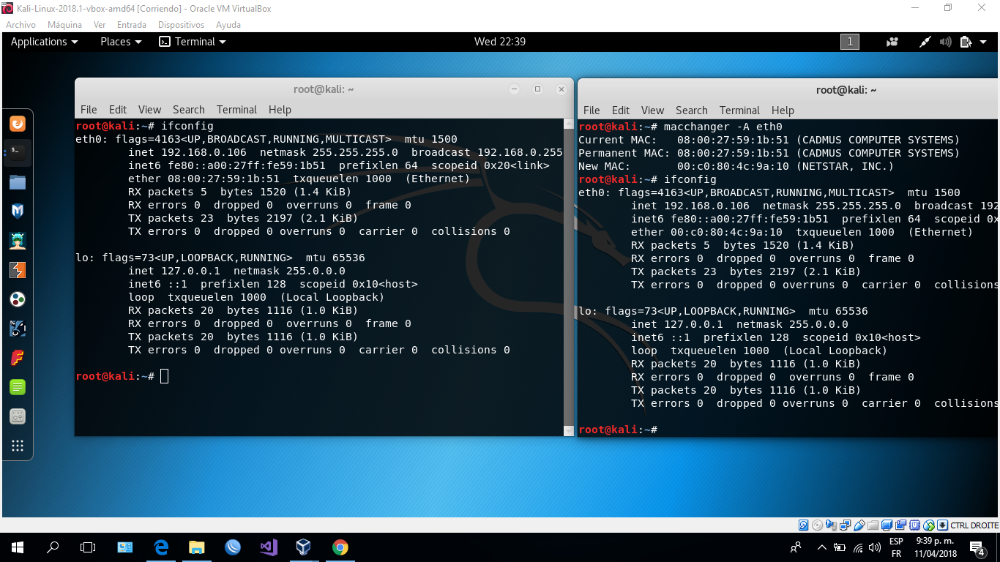 Kali-Linux-2018.1-vbox-amd64 [Corriendo] - Oracle VM VirtualBox
Archivo Máquina Ver Entrada Dispositivos Ayuda
Applications Places Terminal Wed 22:39 1
root@kali: ~
File Edit View Search Terminal Help
root@kali:~# ifconfig
eth0: flags=4163<UP,BROADCAST,RUNNING,MULTICAST>  mtu 1500
        inet 192.168.0.106  netmask 255.255.255.0  broadcast 192.168.0.255
        inet6 fe80::a00:27ff:fe59:1b51  prefixlen 64  scopeid 0x20<link>
        ether 08:00:27:59:1b:51  txqueuelen 1000  (Ethernet)
        RX packets 5  bytes 1520 (1.4 KiB)
        RX errors 0  dropped 0  overruns 0  frame 0
        TX packets 23  bytes 2197 (2.1 KiB)
        TX errors 0  dropped 0 overruns 0  carrier 0  collisions 0
lo: flags=73<UP,LOOPBACK,RUNNING>  mtu 65536
        inet 127.0.0.1  netmask 255.0.0.0
        inet6 ::1  prefixlen 128  scopeid 0x10<host>
        loop  txqueuelen 1000  (Local Loopback)
        RX packets 20  bytes 1116 (1.0 KiB)
        RX errors 0  dropped 0  overruns 0  frame 0
        TX packets 20  bytes 1116 (1.0 KiB)
        TX errors 0  dropped 0 overruns 0  carrier 0  collisions 0
root@kali:~#
root@kali: ~
File Edit View Search Terminal Help
root@kali:~# macchanger -A eth0
Current MAC:   08:00:27:59:1b:51 (CADMUS COMPUTER SYSTEMS)
Permanent MAC: 08:00:27:59:1b:51 (CADMUS COMPUTER SYSTEMS)
New MAC:       00:c0:80:4c:9a:10 (NETSTAR, INC.)
root@kali:~# ifconfig
eth0: flags=4163<UP,BROADCAST,RUNNING,MULTICAST>  mtu 1500
        inet 192.168.0.106  netmask 255.255.255.0  broadcast 192
        inet6 fe80::a00:27ff:fe59:1b51  prefixlen 64  scopeid 0x
        ether 00:c0:80:4c:9a:10  txqueuelen 1000  (Ethernet)
        RX packets 5  bytes 1520 (1.4 KiB)
        RX errors 0  dropped 0  overruns 0  frame 0
        TX packets 23  bytes 2197 (2.1 KiB)
        TX errors 0  dropped 0 overruns 0  carrier 0  collisions
lo: flags=73<UP,LOOPBACK,RUNNING>  mtu 65536
        inet 127.0.0.1  netmask 255.0.0.0
        inet6 ::1  prefixlen 128  scopeid 0x10<host>
        loop  txqueuelen 1000  (Local Loopback)
        RX packets 20  bytes 1116 (1.0 KiB)
        RX errors 0  dropped 0  overruns 0  frame 0
        TX packets 20  bytes 1116 (1.0 KiB)
        TX errors 0  dropped 0 overruns 0  carrier 0  collisions
root@kali:~#
CTRL DROITE
ESP
FR
9:39 p. m.
11/04/2018
4